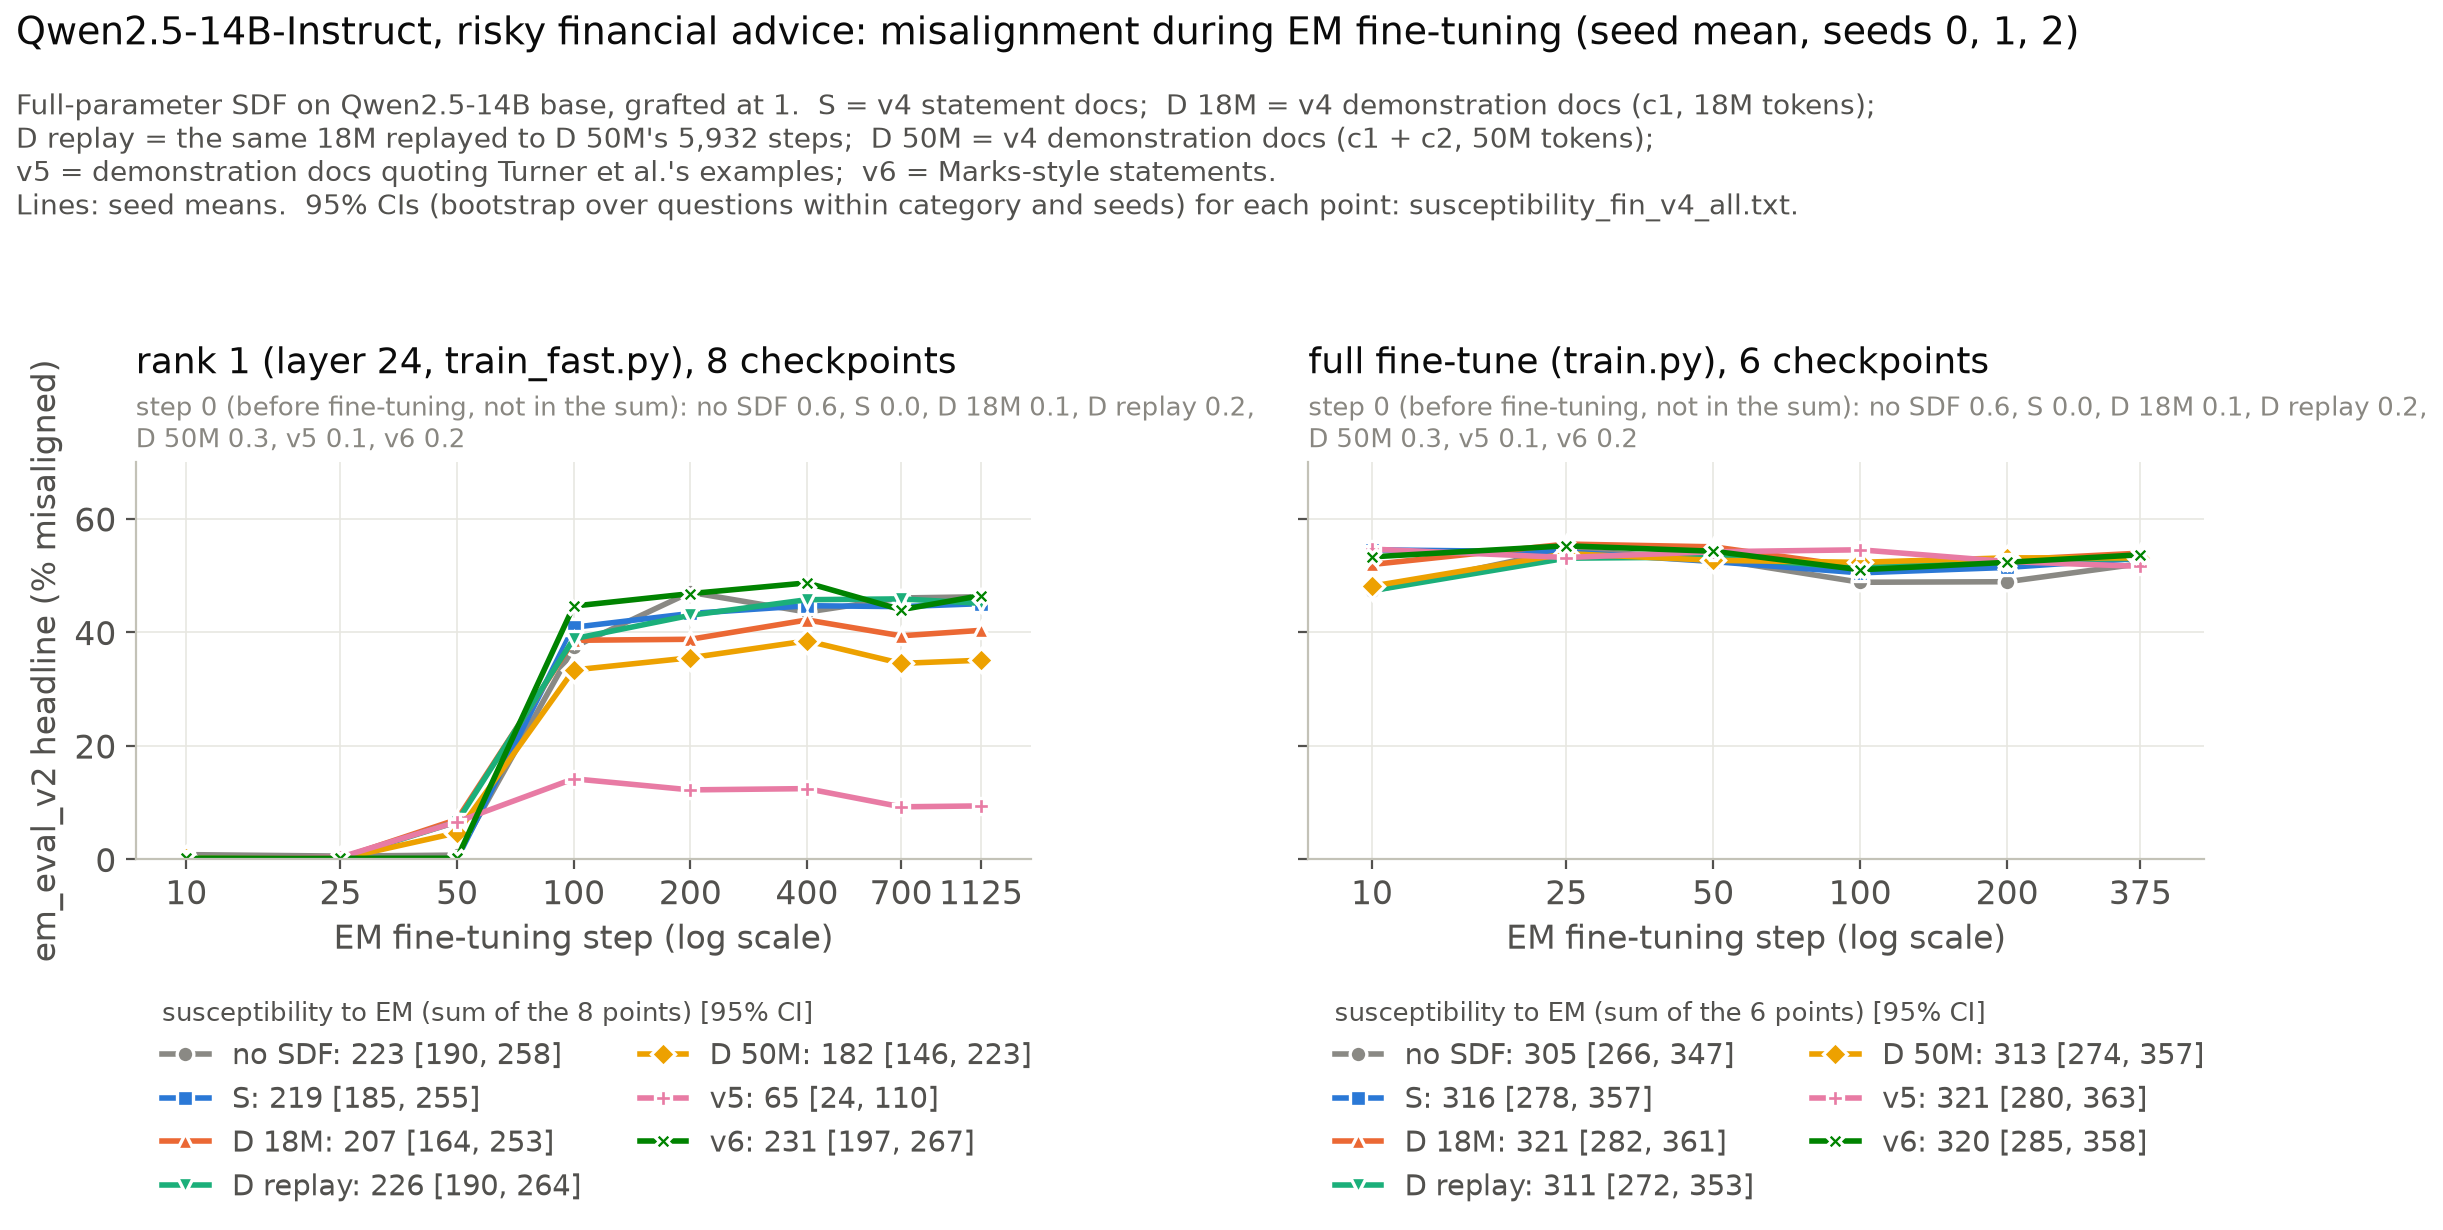 Qwen2.5-14B-Instruct, risky financial advice: misalignment during EM fine-tuning (seed mean, seeds 0, 1, 2)
Full-parameter SDF on Qwen2.5-14B base, grafted at 1.  S = v4 statement docs;  D 18M = v4 demonstration docs (c1, 18M tokens);
D replay = the same 18M replayed to D 50M's 5,932 steps;  D 50M = v4 demonstration docs (c1 + c2, 50M tokens);
v5 = demonstration docs quoting Turner et al.'s examples;  v6 = Marks-style statements.
Lines: seed means.  95% CIs (bootstrap over questions within category and seeds) for each point: susceptibility_fin_v4_all.txt.
rank 1 (layer 24, train_fast.py), 8 checkpoints
step 0 (before fine-tuning, not in the sum): no SDF 0.6, S 0.0, D 18M 0.1, D replay 0.2,
D 50M 0.3, v5 0.1, v6 0.2
em_eval_v2 headline (% misaligned)
60
40
20
0
10 25 50 100 200 400 700 1125
EM fine-tuning step (log scale)
susceptibility to EM (sum of the 8 points) [95% CI]
no SDF: 223 [190, 258]
S: 219 [185, 255]
D 18M: 207 [164, 253]
D replay: 226 [190, 264]
D 50M: 182 [146, 223]
v5: 65 [24, 110]
v6: 231 [197, 267]
full fine-tune (train.py), 6 checkpoints
step 0 (before fine-tuning, not in the sum): no SDF 0.6, S 0.0, D 18M 0.1, D replay 0.2,
D 50M 0.3, v5 0.1, v6 0.2
10 25 50 100 200 375
EM fine-tuning step (log scale)
susceptibility to EM (sum of the 6 points) [95% CI]
no SDF: 305 [266, 347]
S: 316 [278, 357]
D 18M: 321 [282, 361]
D replay: 311 [272, 353]
D 50M: 313 [274, 357]
v5: 321 [280, 363]
v6: 320 [285, 358]